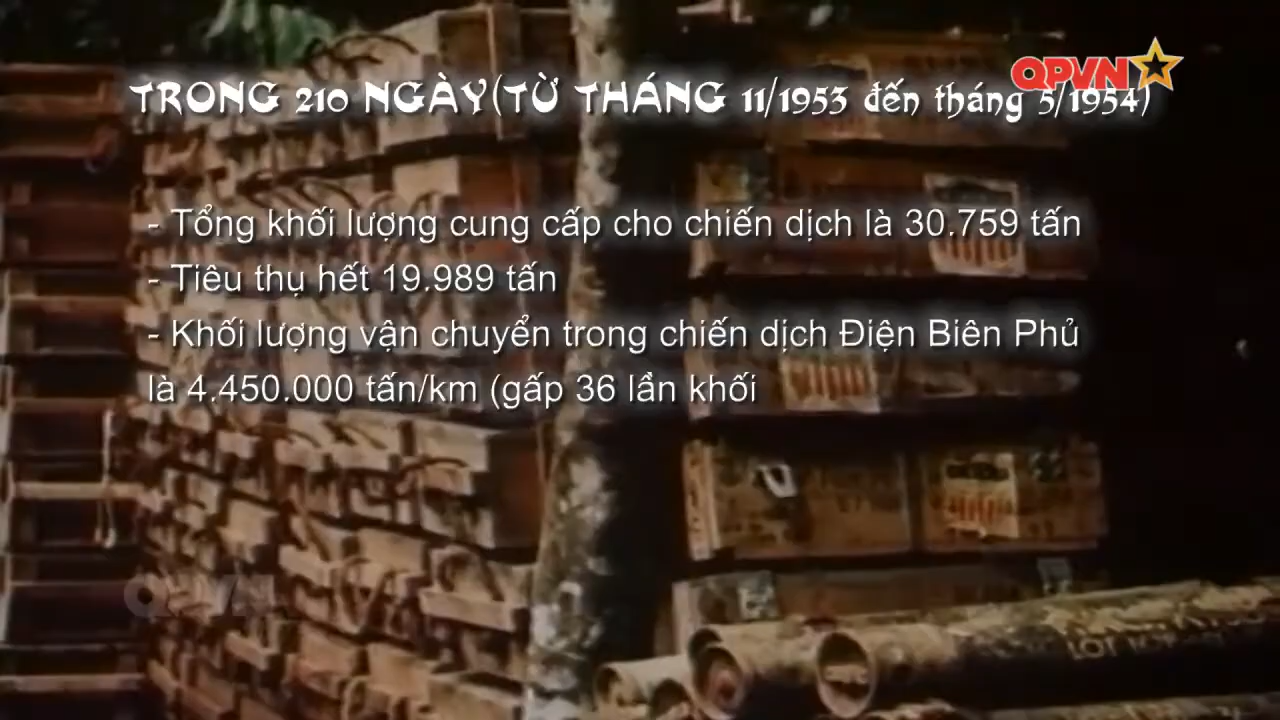 QPVN
TRONG 210 NGÀY(TỪ THÁNG 11/1953 đến tháng 5/1954)
- Tổng khối lượng cung cấp cho chiến dịch là 30.759 tấn
- Tiêu thụ hết 19.989 tấn
- Khối lượng vận chuyển trong chiến dịch Điện Biên Phủ
là 4.450.000 tấn/km (gấp 36 lần khối
QPVN